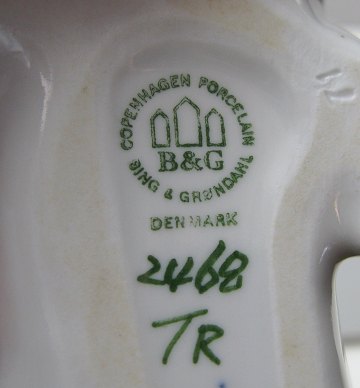 COPENHAGEN PORCELAIN
B&G
BING & GRØNDAHL
DENMARK
2468
TR